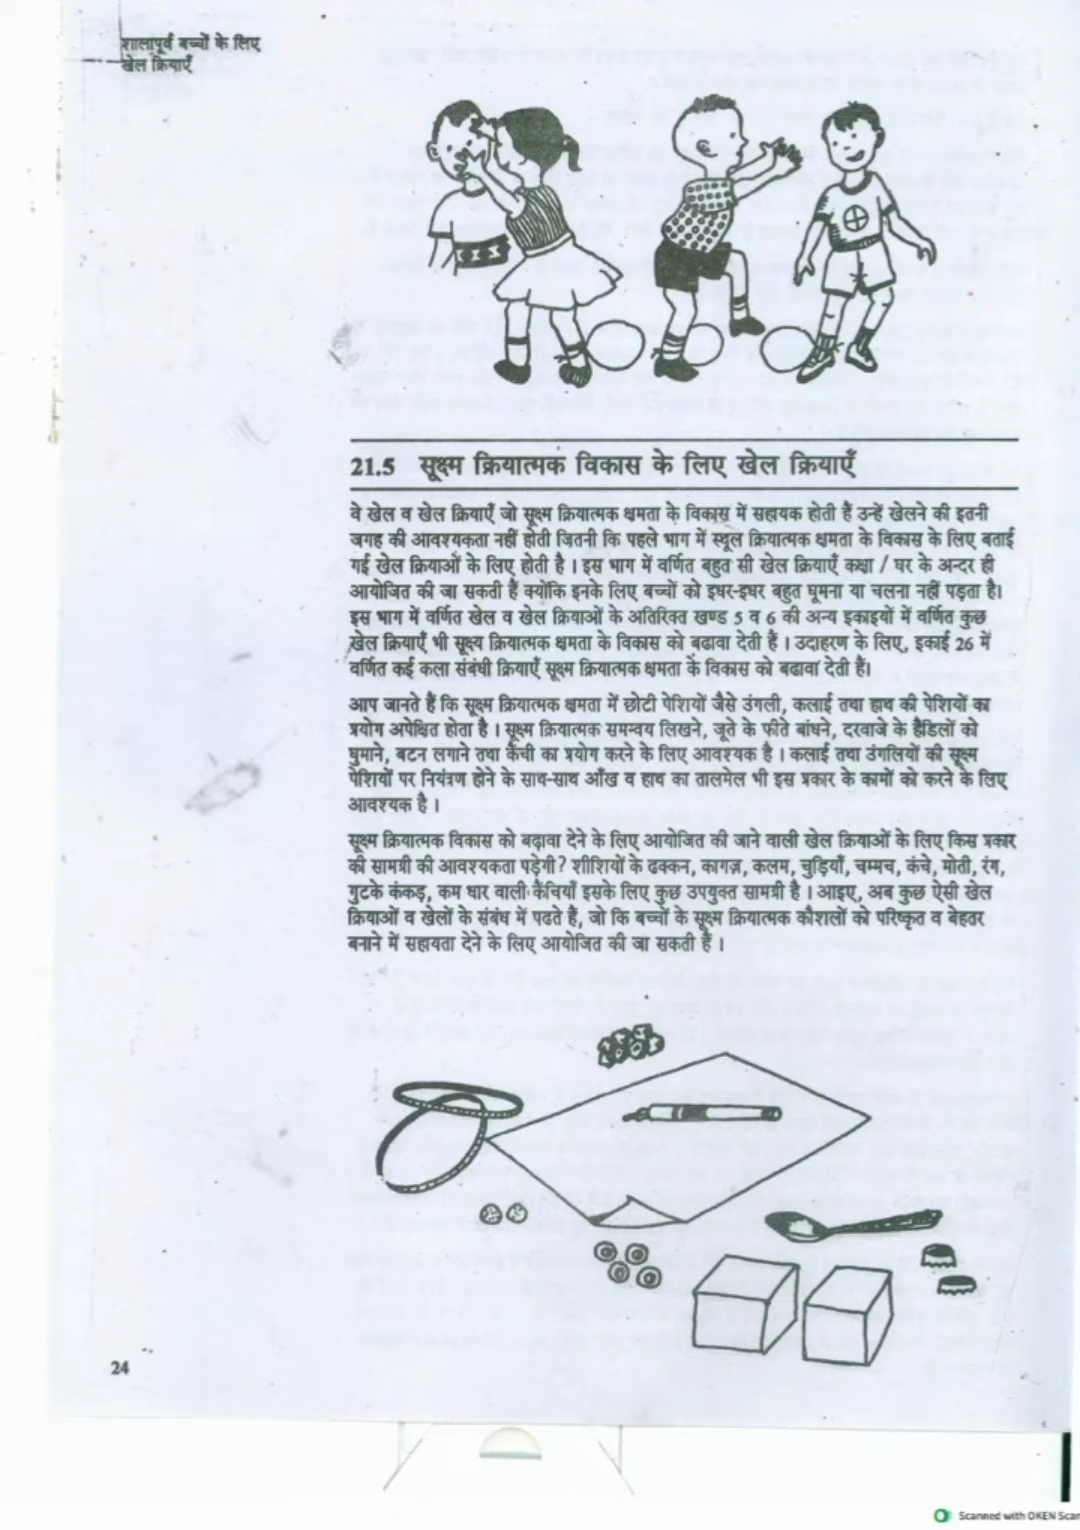 शालापूर्व बच्चों के लिए
खेल क्रियाएँ
21.5 सूक्ष्म क्रियात्मक विकास के लिए खेल क्रियाएँ
वे खेल व खेल क्रियाएँ जो सूक्ष्म क्रियात्मक क्षमता के विकास में सहायक होती हैं उन्हें खेलने की इतनी
जगह की आवश्यकता नहीं होती जितनी कि पहले भाग में स्थूल क्रियात्मक क्षमता के विकास के लिए बताई
गई खेल क्रियाओं के लिए होती है । इस भाग में वर्णित बहुत सी खेल क्रियाएँ कक्षा / घर के अन्दर ही
आयोजित की जा सकती हैं क्योंकि इनके लिए बच्चों को इधर-इधर बहुत घूमना या चलना नहीं पड़ता है।
इस भाग में वर्णित खेल व खेल क्रियाओं के अतिरिक्त खण्ड 5 व 6 की अन्य इकाइयों में वर्णित कुछ
खेल क्रियाएँ भी सूक्ष्य क्रियात्मक क्षमता के विकास को बढावा देती हैं । उदाहरण के लिए, इकाई 26 में
वर्णित कई कला संबंधी क्रियाएँ सूक्ष्म क्रियात्मक क्षमता के विकास को बढावा देती हैं।
आप जानते हैं कि सूक्ष्म क्रियात्मक क्षमता में छोटी पेशियों जैसे उंगली, कलाई तथा हाथ की पेशियों का
प्रयोग अपेक्षित होता है । सूक्ष्म क्रियात्मक समन्वय लिखने, जूते के फीते बांधने, दरवाजे के हैंडिलों को
घुमाने, बटन लगाने तथा कैंची का प्रयोग करने के लिए आवश्यक है । कलाई तथा उंगलियों की सूक्ष्म
पेशियों पर नियंत्रण होने के साथ-साथ आँख व हाथ का तालमेल भी इस प्रकार के कामों को करने के लिए
आवश्यक है ।
सूक्ष्म क्रियात्मक विकास को बढ़ावा देने के लिए आयोजित की जाने वाली खेल क्रियाओं के लिए किस प्रकार
की सामग्री की आवश्यकता पड़ेगी? शीशियों के ढक्कन, कागज़, कलम, चुड़ियाँ, चम्मच, कंचे, मोती, रंग,
गुटके कंकड़, कम धार वाली कैंचियाँ इसके लिए कुछ उपयुक्त सामग्री है । आइए, अब कुछ ऐसी खेल
क्रियाओं व खेलों के संबंध में पढते हैं, जो कि बच्चों के सूक्ष्म क्रियात्मक कौशलों को परिष्कृत व बेहतर
बनाने में सहायता देने के लिए आयोजित की जा सकती हैं ।
24
Scanned with OKEN Scan